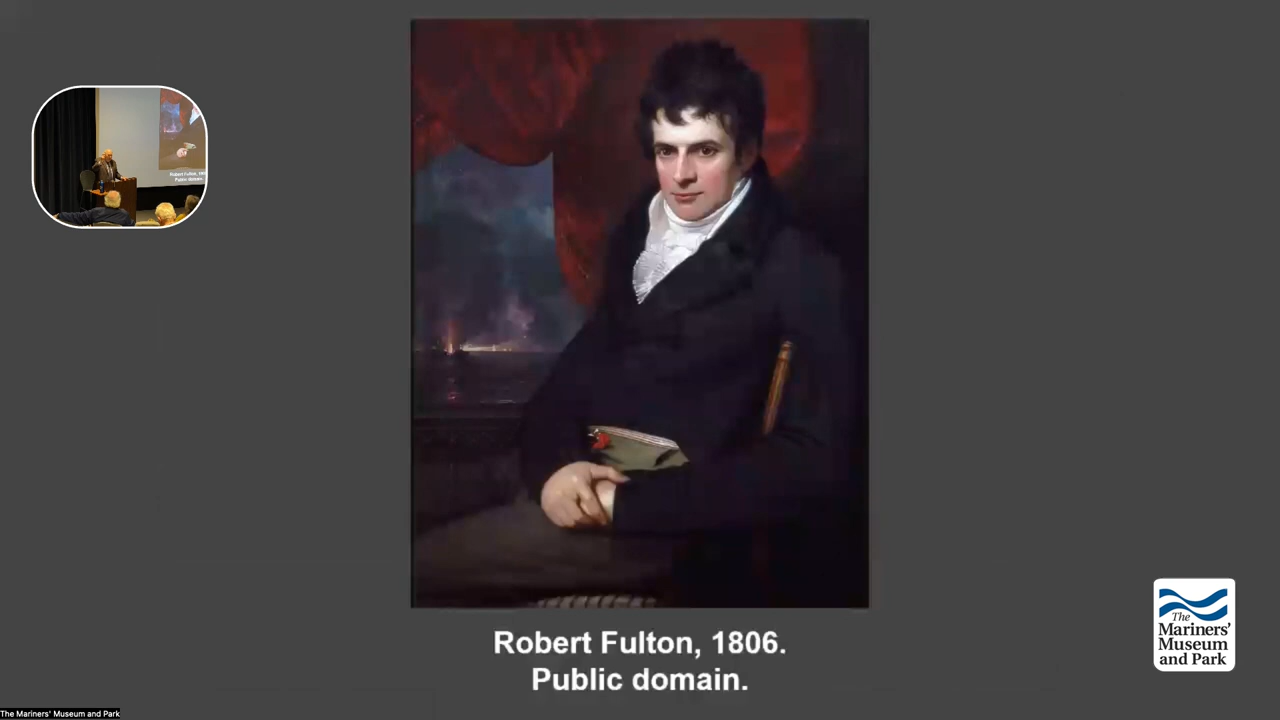 Robert Fulton, 1806.
Public domain.
The
Mariners'
Museum
and Park
The Mariners' Museum and Park